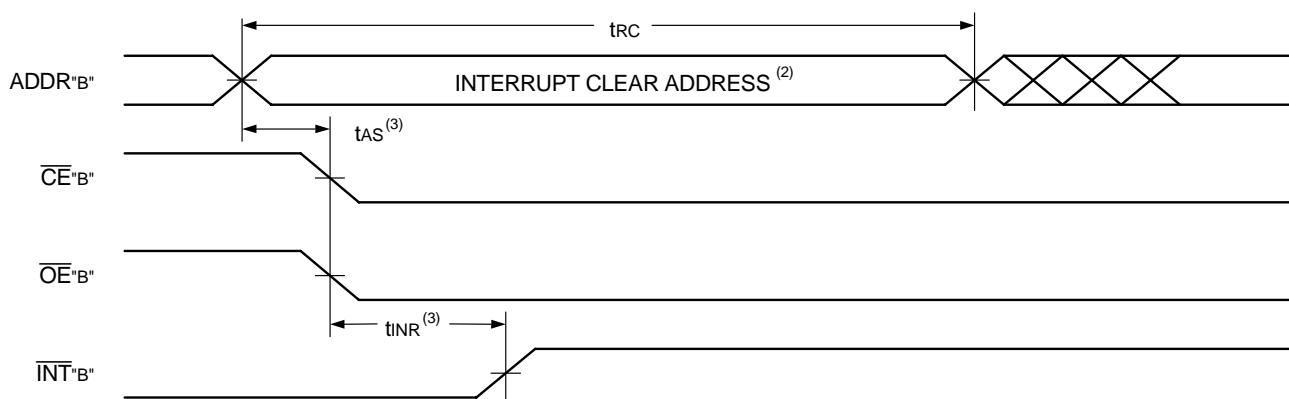 tRC
ADDR"B"
INTERRUPT CLEAR ADDRESS (2)
tAS(3)
CE"B"
OE"B"
tINR(3)
INT"B"